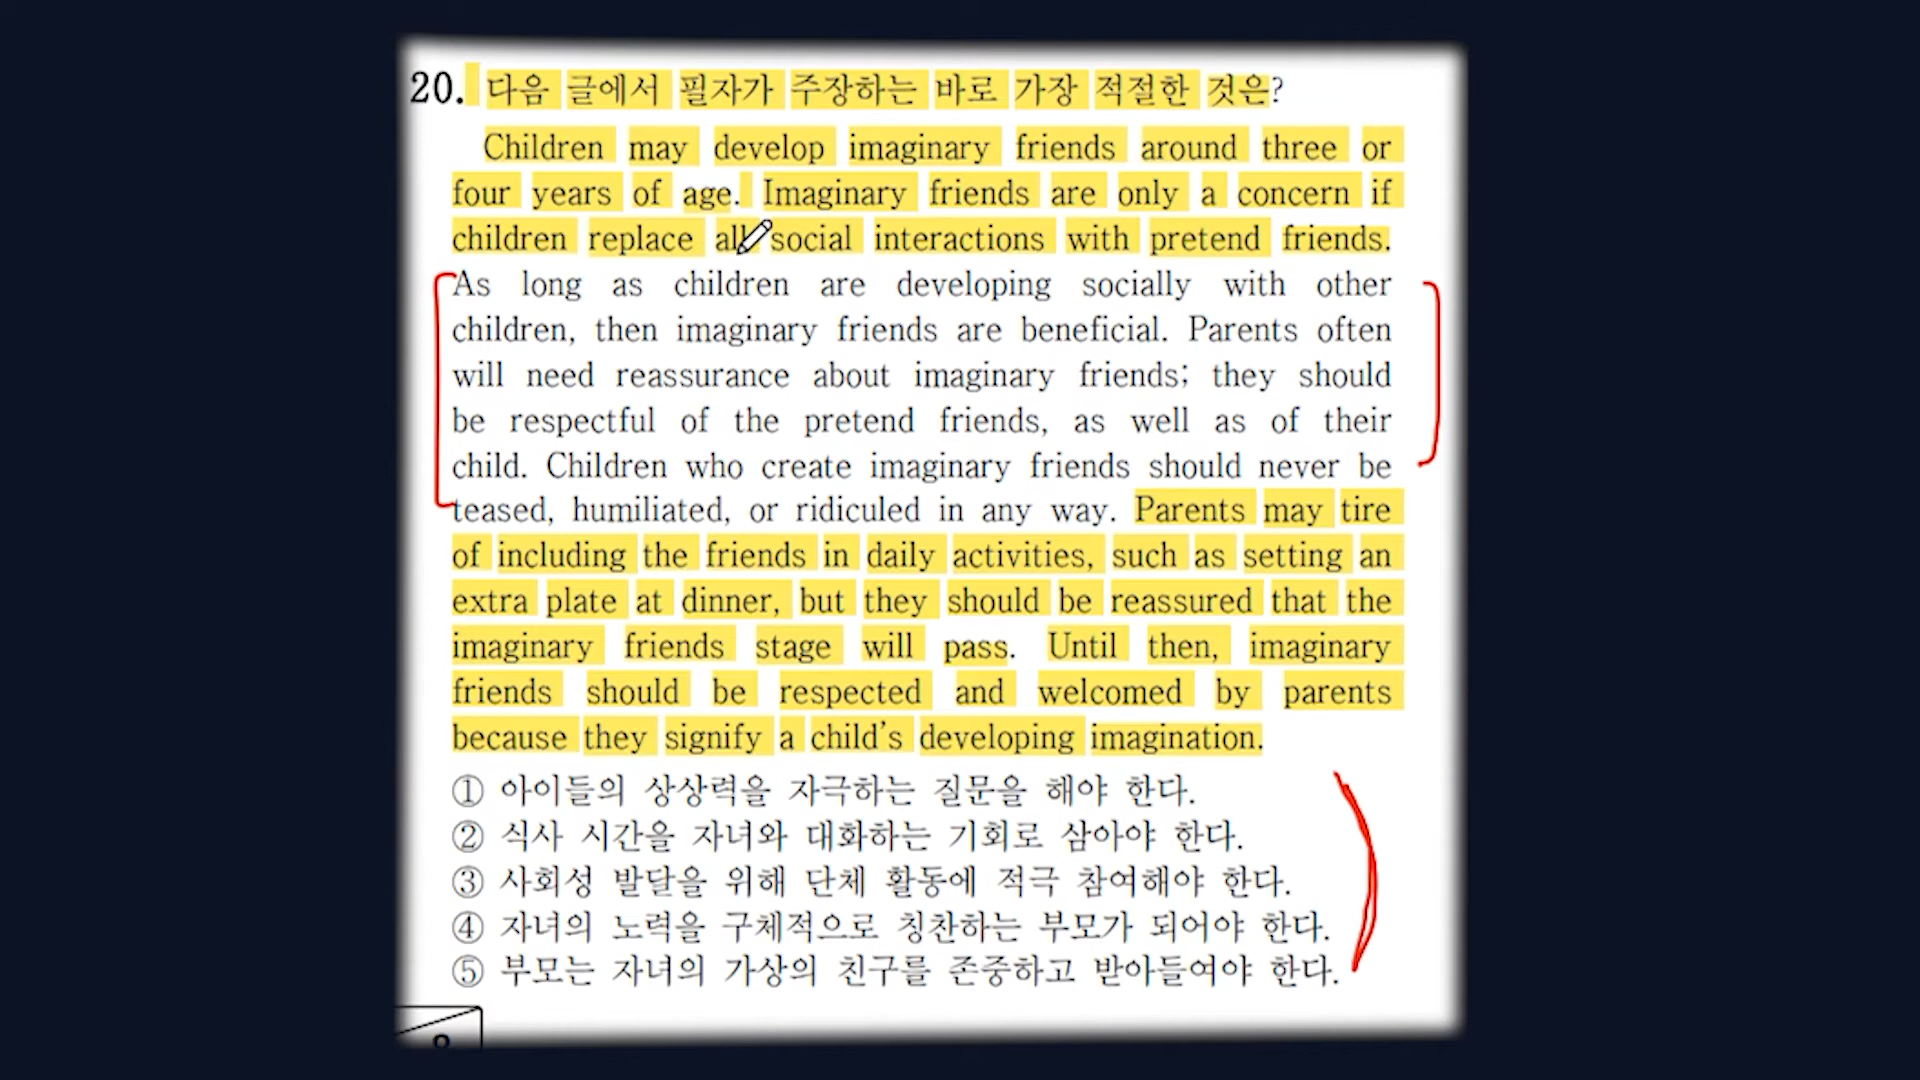 20. 다음 글에서 필자가 주장하는 바로 가장 적절한 것은?
Children may develop imaginary friends around three or
four years of age. Imaginary friends are only a concern if
children replace all social interactions with pretend friends.
As long as children are developing socially with other
children, then imaginary friends are beneficial. Parents often
will need reassurance about imaginary friends; they should
be respectful of the pretend friends, as well as of their
child. Children who create imaginary friends should never be
teased, humiliated, or ridiculed in any way. Parents may tire
of including the friends in daily activities, such as setting an
extra plate at dinner, but they should be reassured that the
imaginary friends stage will pass. Until then, imaginary
friends should be respected and welcomed by parents
because they signify a child's developing imagination.
① 아이들의 상상력을 자극하는 질문을 해야 한다.
② 식사 시간을 자녀와 대화하는 기회로 삼아야 한다.
③ 사회성 발달을 위해 단체 활동에 적극 참여해야 한다.
④ 자녀의 노력을 구체적으로 칭찬하는 부모가 되어야 한다.
⑤ 부모는 자녀의 가상의 친구를 존중하고 받아들여야 한다.